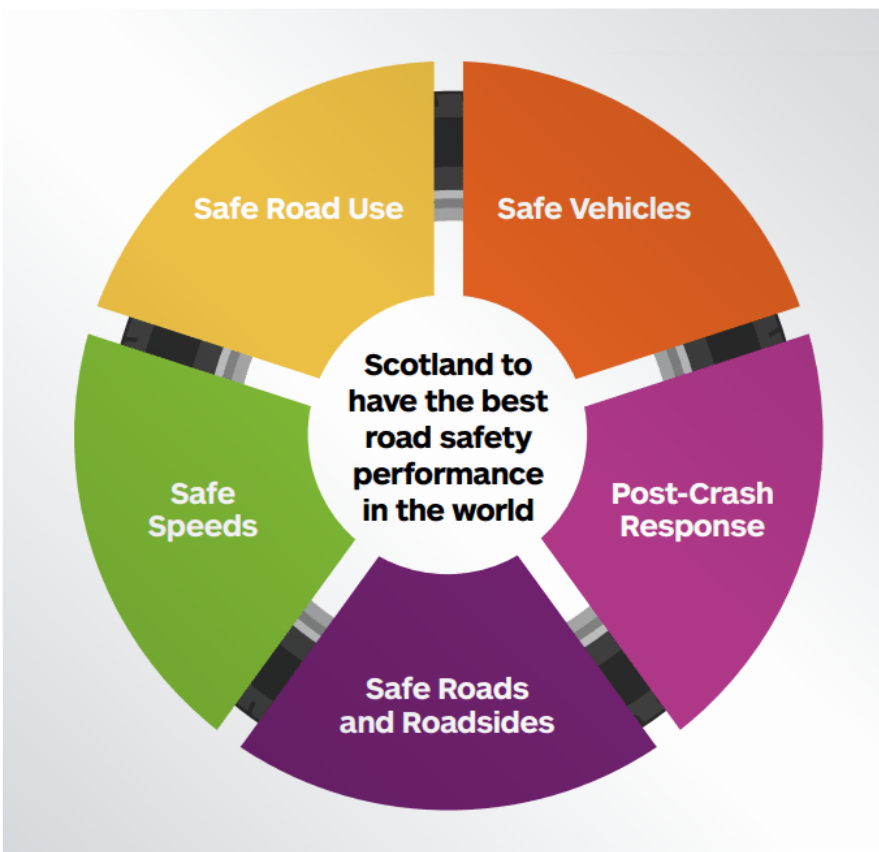 Safe Road Use
Safe Vehicles
Scotland to
have the best
road safety
performance
in the world
Safe
Speeds
Post-Crash
Response
Safe Roads
and Roadsides